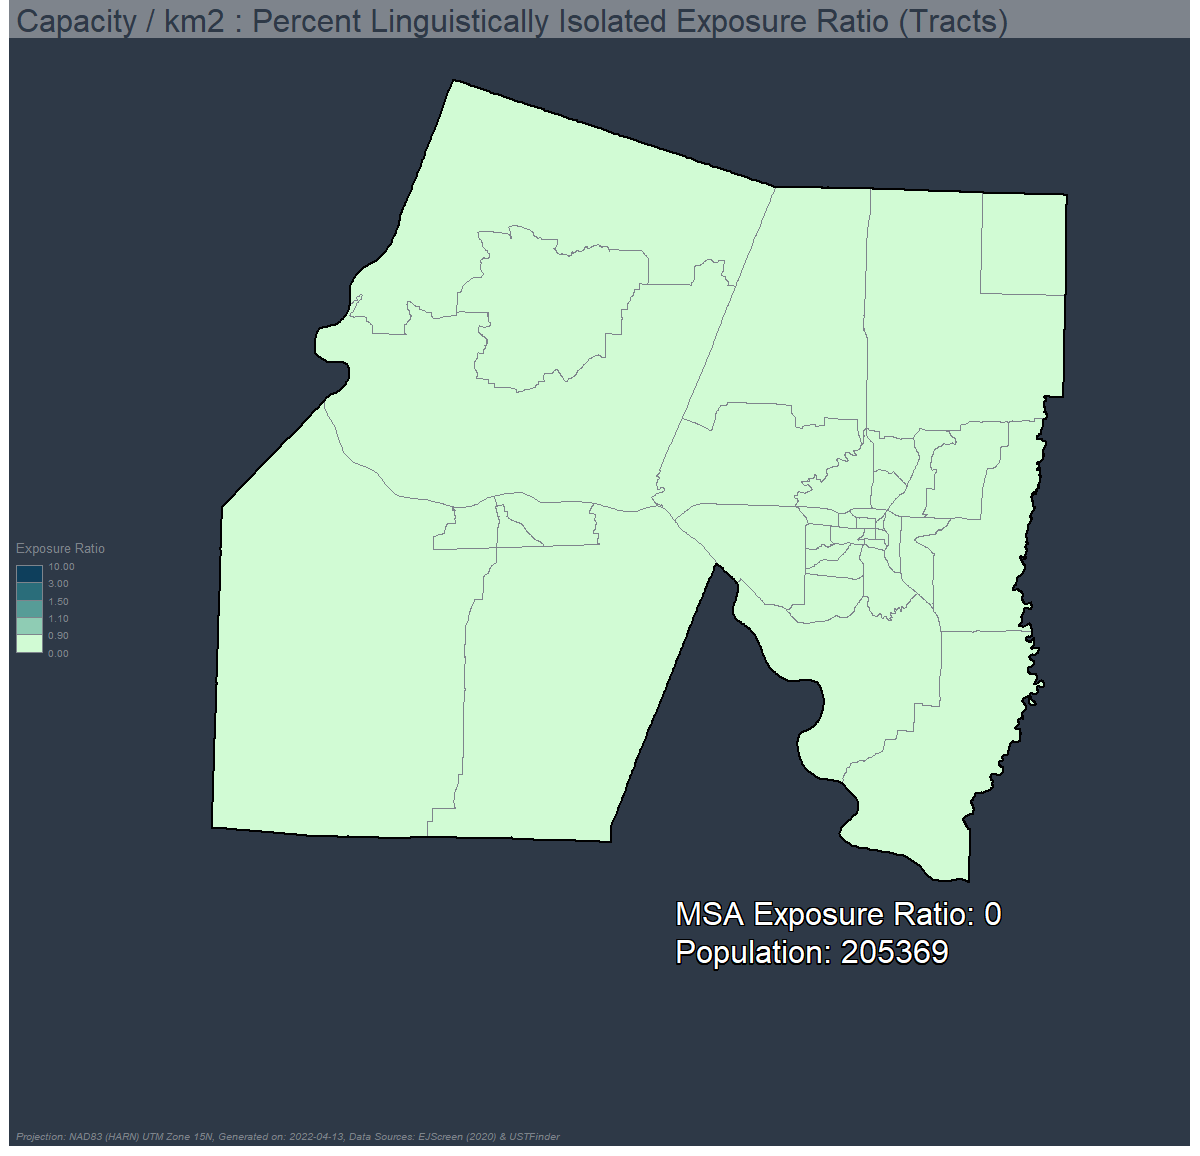 Capacity / km2 : Percent Linguistically Isolated Exposure Ratio (Tracts)
Exposure Ratio
10.00
3.00
1.50
1.10
0.90
0.00
MSA Exposure Ratio: 0
Population: 205369
Projection: NAD83 (HARN) UTM Zone 15N, Generated on: 2022-04-13, Data Sources: EJScreen (2020) & USTFinder